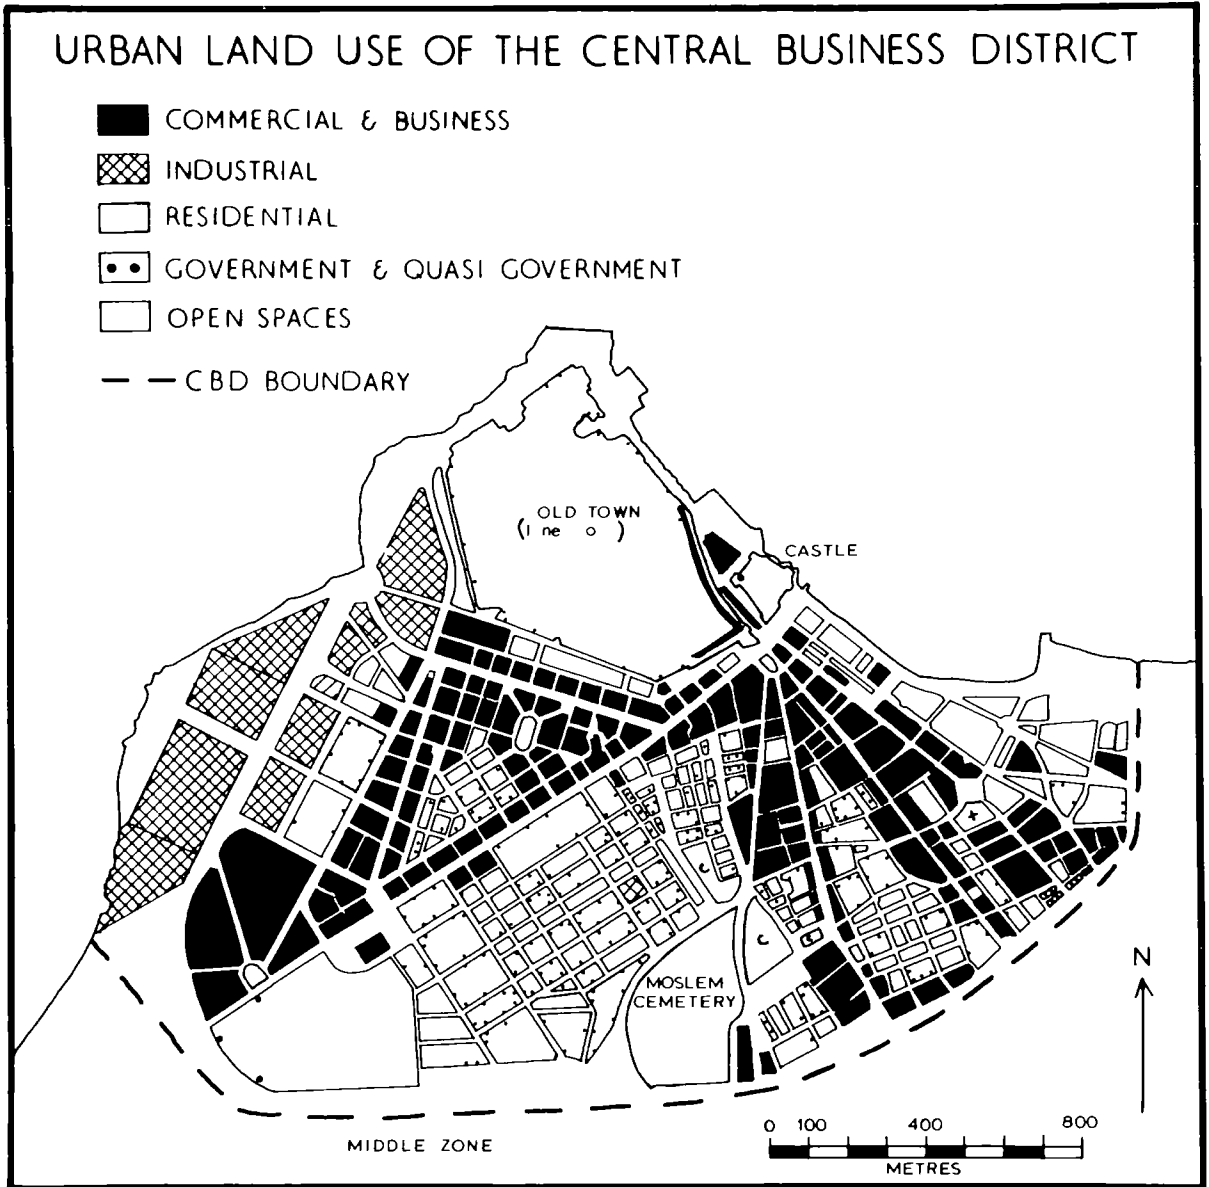 URBAN LAND USE OF THE CENTRAL BUSINESS DISTRICT
COMMERCIAL & BUSINESS
INDUSTRIAL
RESIDENTIAL
GOVERNMENT & QUASI GOVERNMENT
OPEN SPACES
CBD BOUNDARY
OLD TOWN
CASTLE
MOSLEM
CEMETERY
N
MIDDLE ZONE
0 100 400 800
METRES